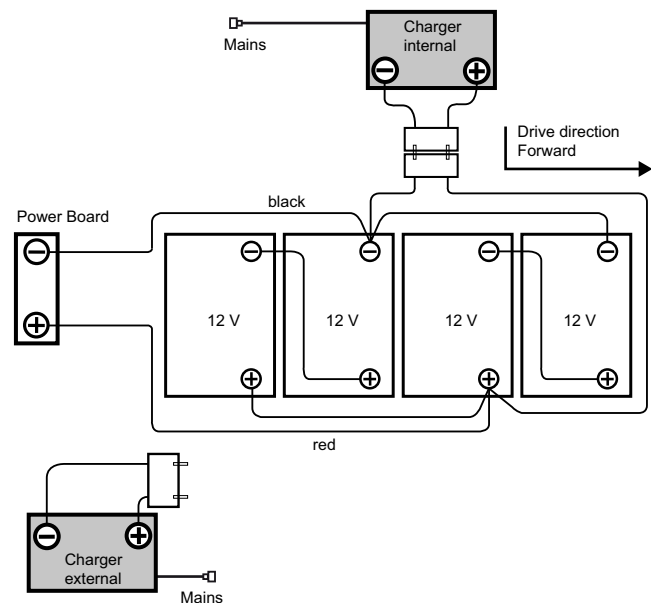 Charger
internal
Mains
− +
Drive direction
Forward
black
Power Board
−
+
− − − −
12 V 12 V 12 V 12 V
+ + + +
red
− +
Charger
external
Mains